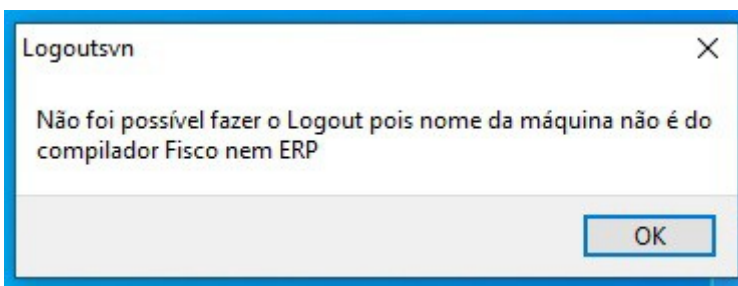 Logoutsvn
Não foi possível fazer o Logout pois nome da máquina não é do
compilador Fisco nem ERP
OK